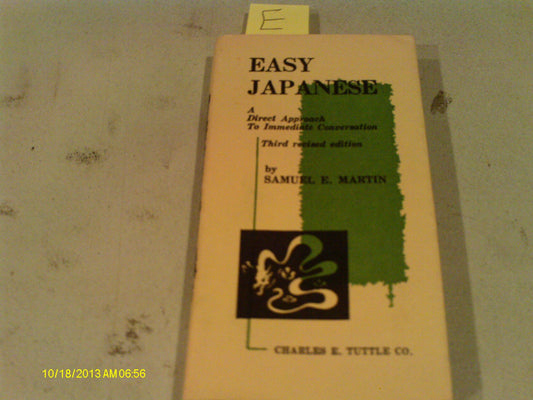 E
EASY
JAPANESE
A
Direct Approach
To Immediate Conversation
Third revised edition
by
SAMUEL E. MARTIN
CHARLES E. TUTTLE CO.
10/18/2013 AM 06:56